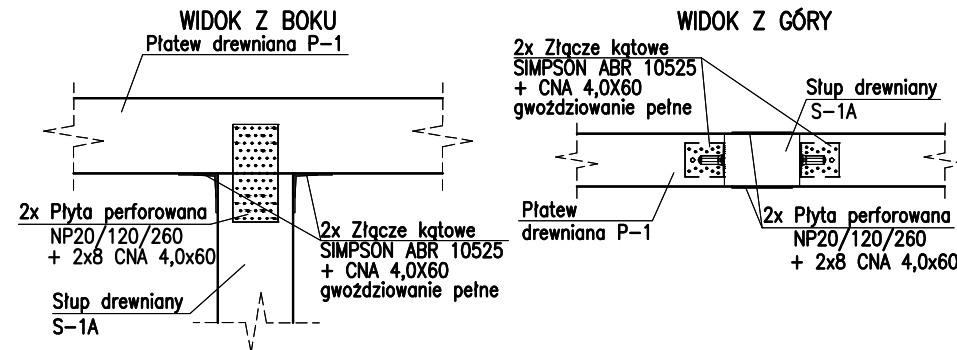 WIDOK Z BOKU
Płatew drewniana P-1
2x Płyta perforowana
NP20/120/260
+ 2x8 CNA 4,0x60
2x Złącze kątowe
SIMPSON ABR 10525
+ CNA 4,0X60
gwoździowanie pełne
Słup drewniany
S-1A
WIDOK Z GÓRY
2x Złącze kątowe
SIMPSON ABR 10525
+ CNA 4,0X60
gwoździowanie pełne
Słup drewniany
S-1A
Płatew
drewniana P-1
2x Płyta perforowana
NP20/120/260
+ 2x8 CNA 4,0x60